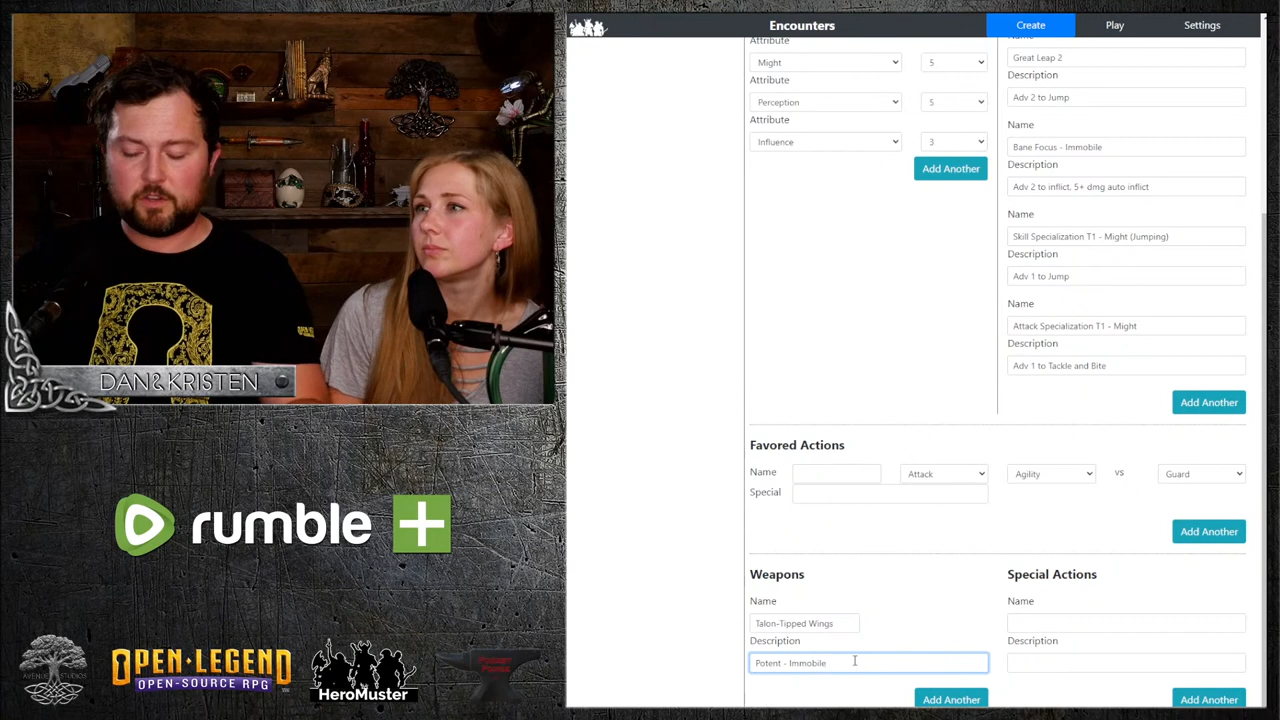 Encounters
Create
Play
Settings
Attribute
Might
5
Attribute
Perception
5
Attribute
Influence
3
Add Another
Name
Great Leap 2
Description
Adv 2 to Jump
Name
Bane Focus - Immobile
Description
Adv 2 to inflict, 5+ dmg auto inflict
Name
Skill Specialization T1 - Might (Jumping)
Description
Adv 1 to Jump
Name
Attack Specialization T1 - Might
Description
Adv 1 to Tackle and Bite
Add Another
Favored Actions
Name
Attack
Agility
vs
Guard
Special
Add Another
Weapons
Name
Talon-Tipped Wings
Description
Potent - Immobile
Add Another
Special Actions
Name
Description
Add Another
DAN & KRISTEN
rumble
OPEN LEGEND
OPEN-SOURCE RPG
HeroMuster